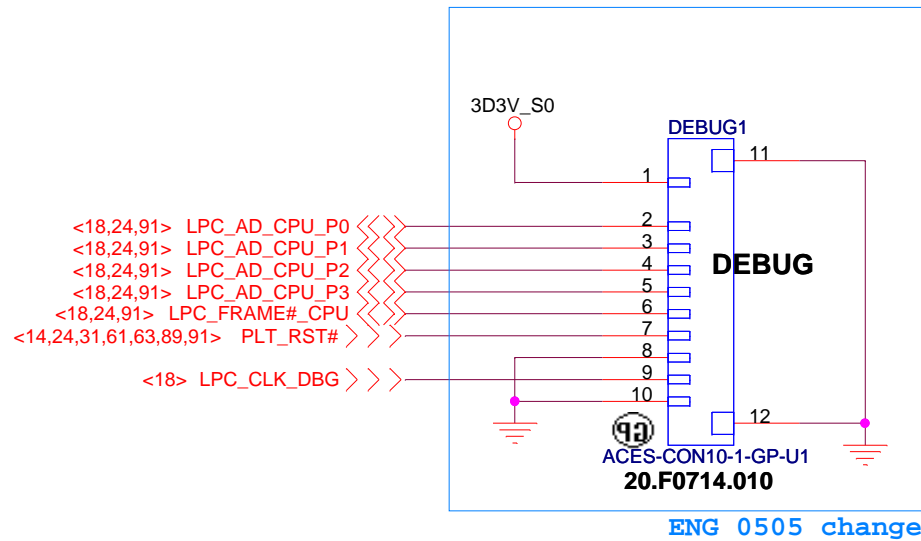 3D3V_S0
DEBUG1
11
1
<18,24,91> LPC_AD_CPU_P0 2
<18,24,91> LPC_AD_CPU_P1 3
<18,24,91> LPC_AD_CPU_P2 4
DEBUG
<18,24,91> LPC_AD_CPU_P3 5
<18,24,91> LPC_FRAME#_CPU 6
<14,24,31,61,63,89,91> PLT_RST# 7
8
<18> LPC_CLK_DBG 9
10
12
GP
ACES-CON10-1-GP-U1
20.F0714.010
ENG 0505 change